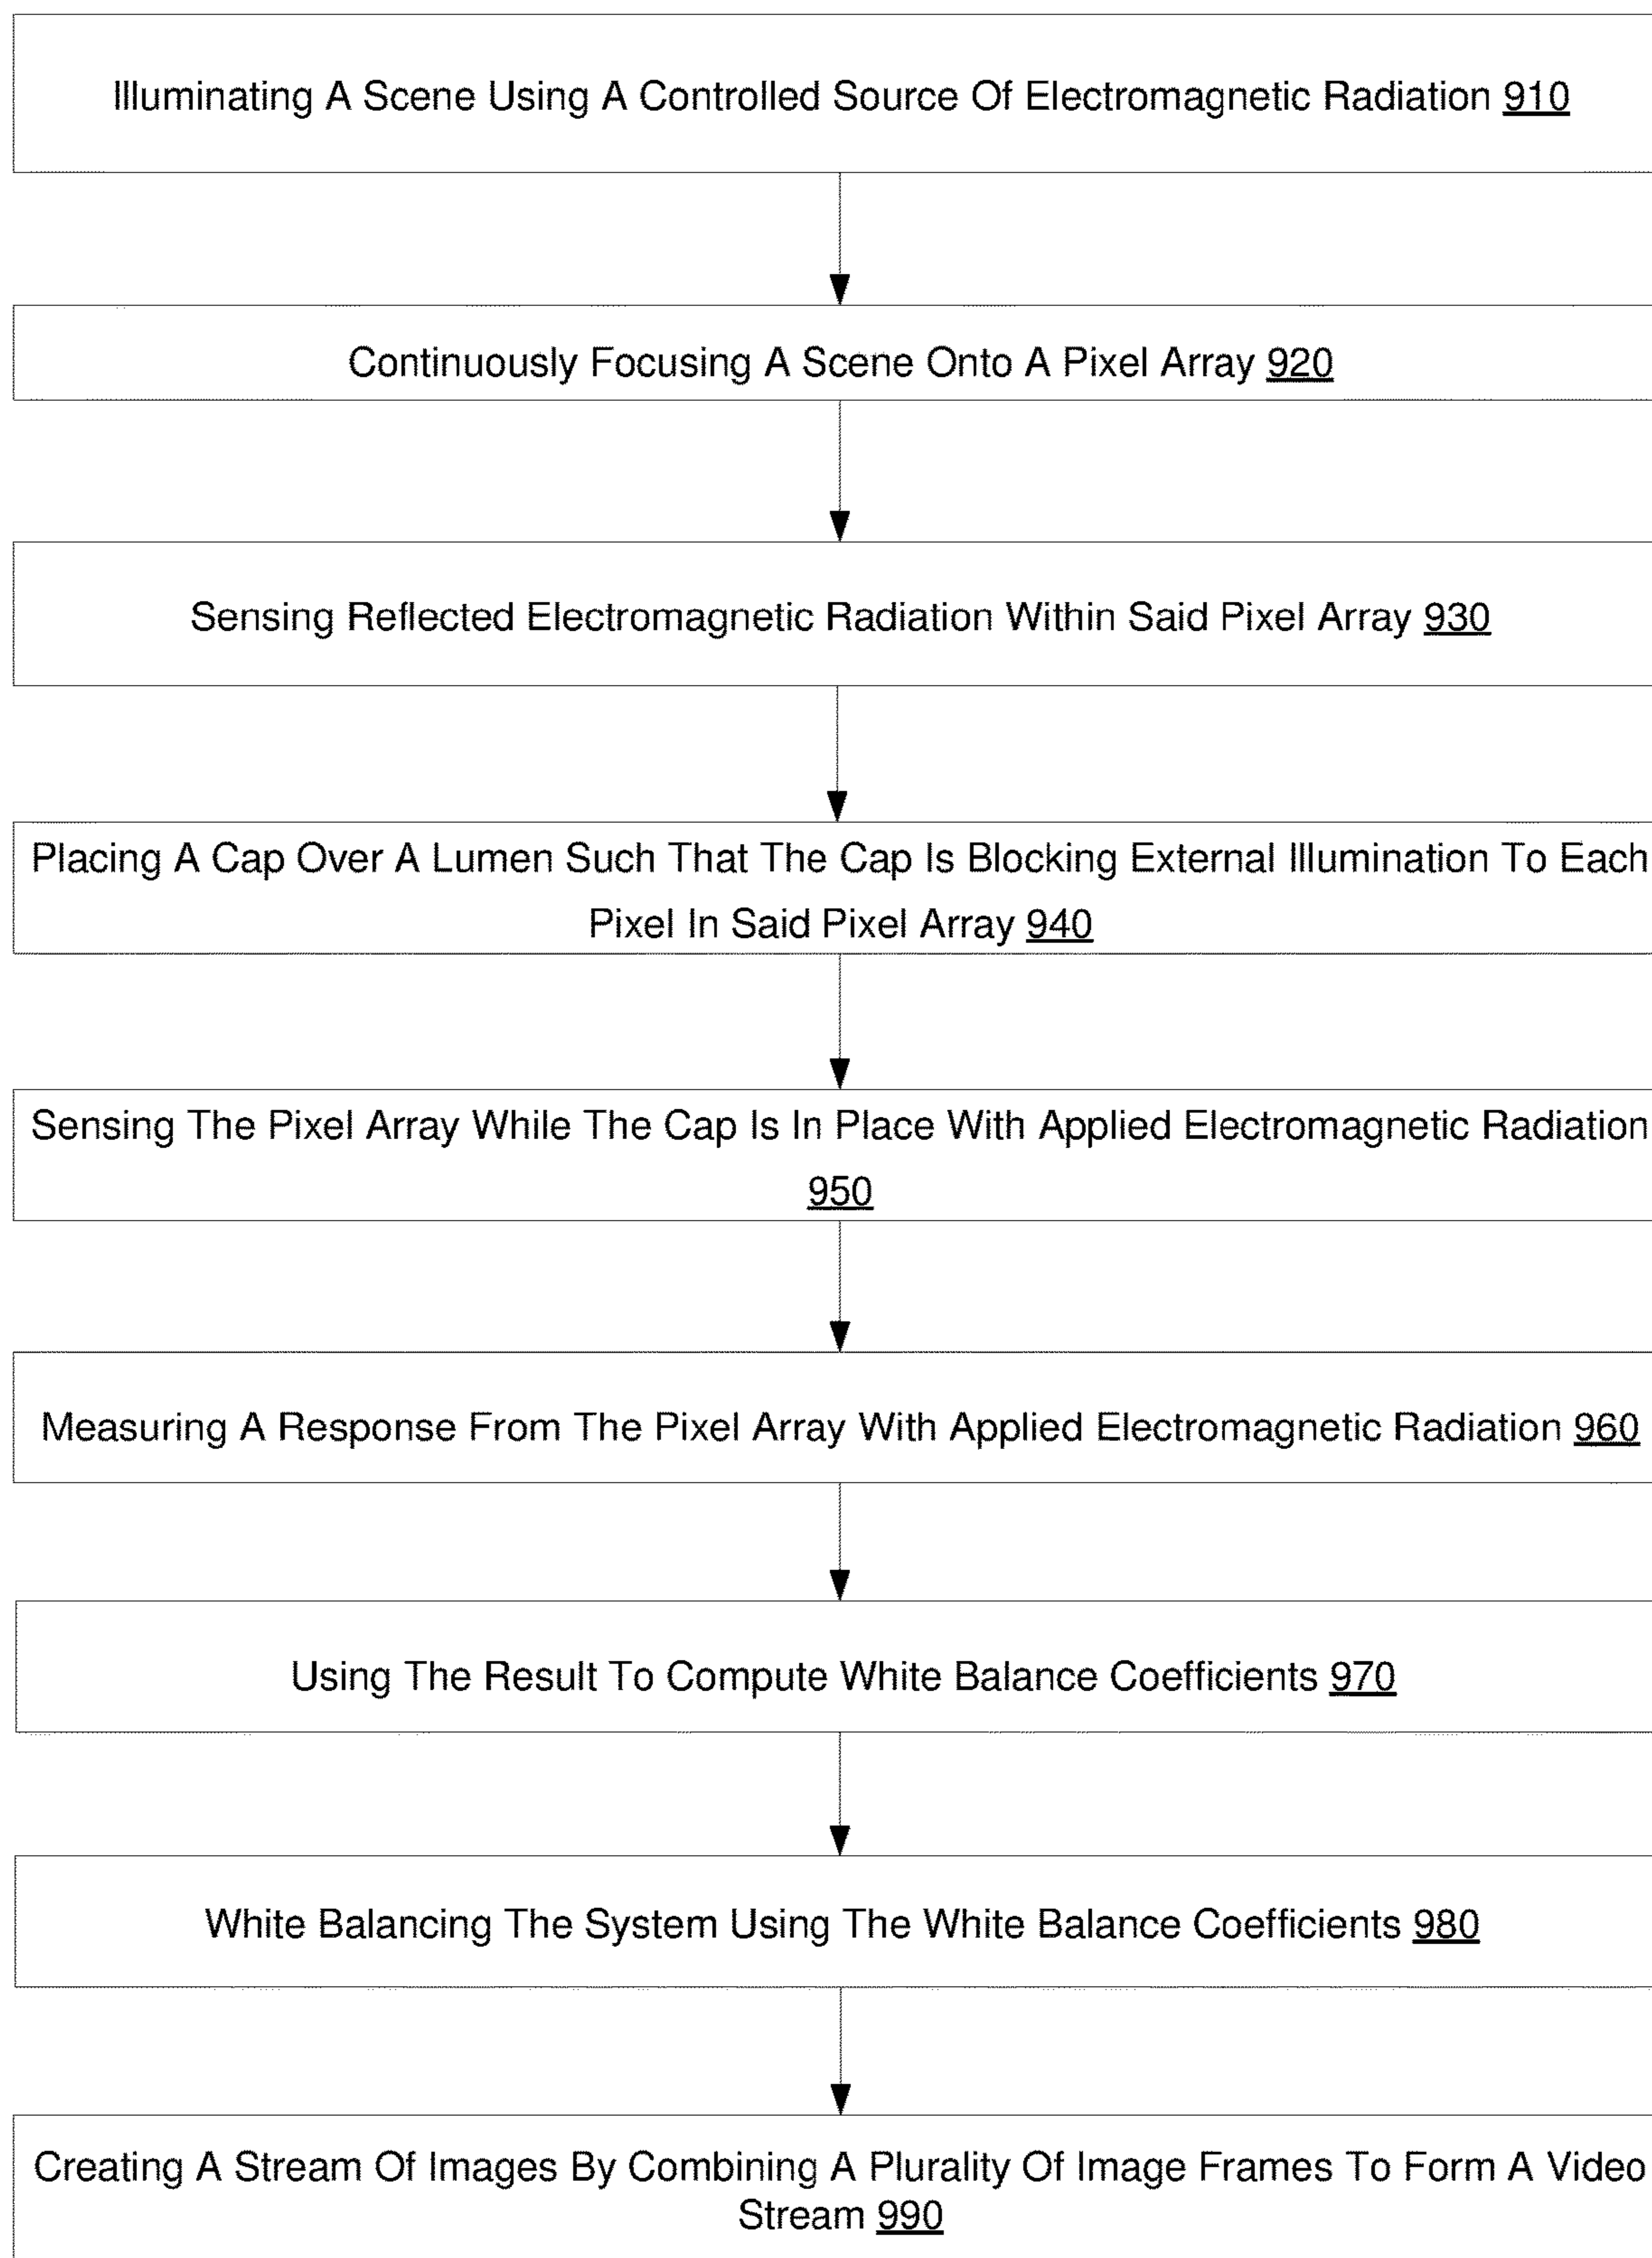 Illuminating A Scene Using A Controlled Source Of Electromagnetic Radiation 910
Continuously Focusing A Scene Onto A Pixel Array 920
Sensing Reflected Electromagnetic Radiation Within Said Pixel Array 930
Placing A Cap Over A Lumen Such That The Cap Is Blocking External Illumination To Each
Pixel In Said Pixel Array 940
Sensing The Pixel Array While The Cap Is In Place With Applied Electromagnetic Radiation
950
Measuring A Response From The Pixel Array With Applied Electromagnetic Radiation 960
Using The Result To Compute White Balance Coefficients 970
White Balancing The System Using The White Balance Coefficients 980
Creating A Stream Of Images By Combining A Plurality Of Image Frames To Form A Video
Stream 990